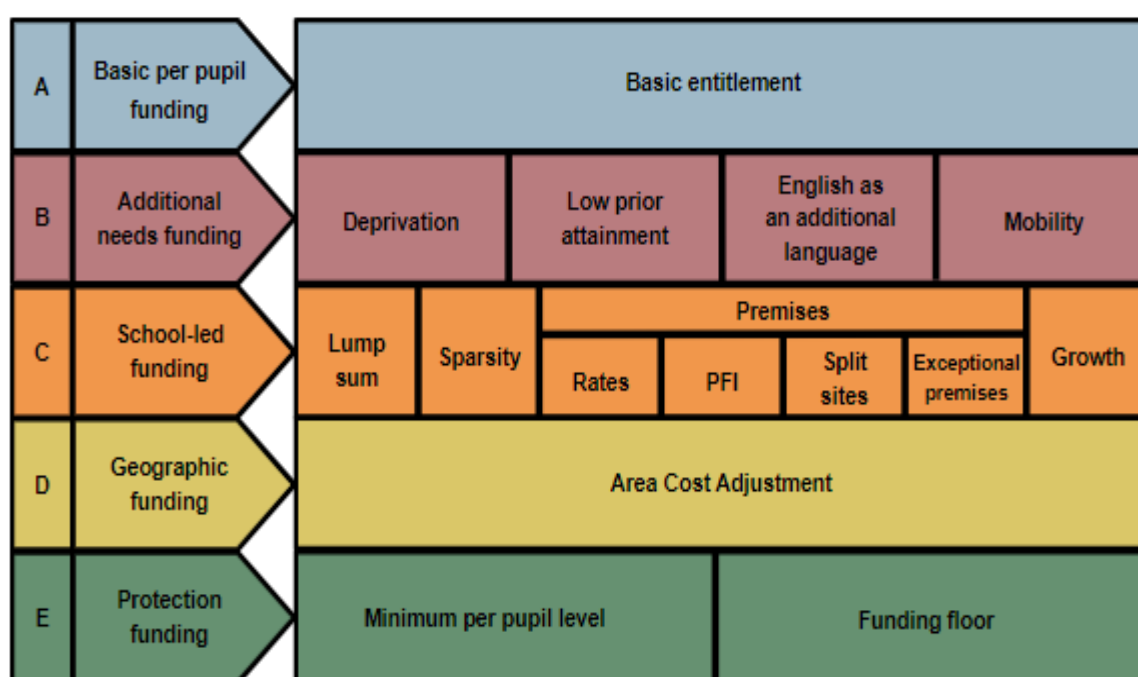 A
Basic per pupil
funding
Basic entitlement
B
Additional
needs funding
Deprivation
Low prior
attainment
English as
an additional
language
Mobility
C
School-led
funding
Lump
sum
Sparsity
Premises
Rates
PFI
Split
sites
Exceptional
premises
Growth
D
Geographic
funding
Area Cost Adjustment
E
Protection
funding
Minimum per pupil level
Funding floor